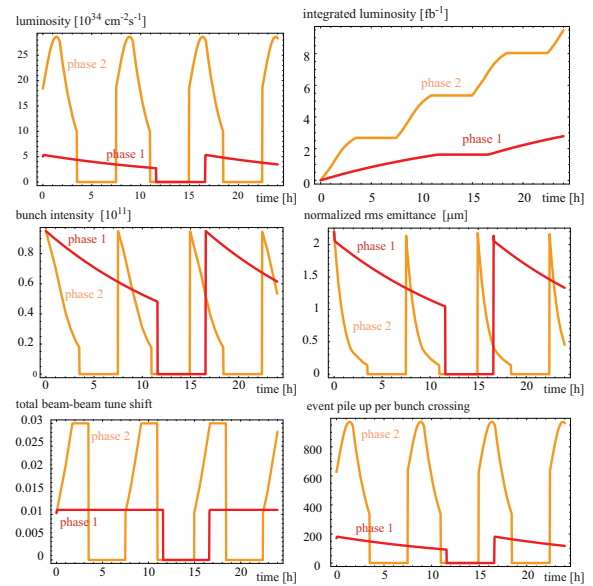 luminosity [10³⁴ cm⁻²s⁻¹]
25
20
15
10
5
0
phase 2
phase 1
0 5 10 15 20
time [h]
integrated luminosity [fb⁻¹]
8
6
4
2
0
phase 2
phase 1
0 5 10 15 20
time [h]
bunch intensity [10¹¹]
0.8
0.6
0.4
0.2
0
phase 1
phase 2
0 5 10 15 20
time [h]
normalized rms emittance [μm]
2
1.5
1
0.5
0
phase 1
phase 2
0 5 10 15 20
time [h]
total beam-beam tune shift
0.03
0.025
0.02
0.015
0.01
0.005
0
phase 2
phase 1
0 5 10 15 20
time [h]
event pile up per bunch crossing
800
600
400
200
0
phase 2
phase 1
0 5 10 15 20
time [h]